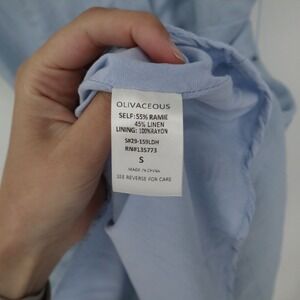 OLIVACEOUS
SELF: 55% RAMIE
45% LINEN
LINING: 100%RAYON
SK29-159LDH
RN#135773
S
MADE IN CHINA
SEE REVERSE FOR CARE